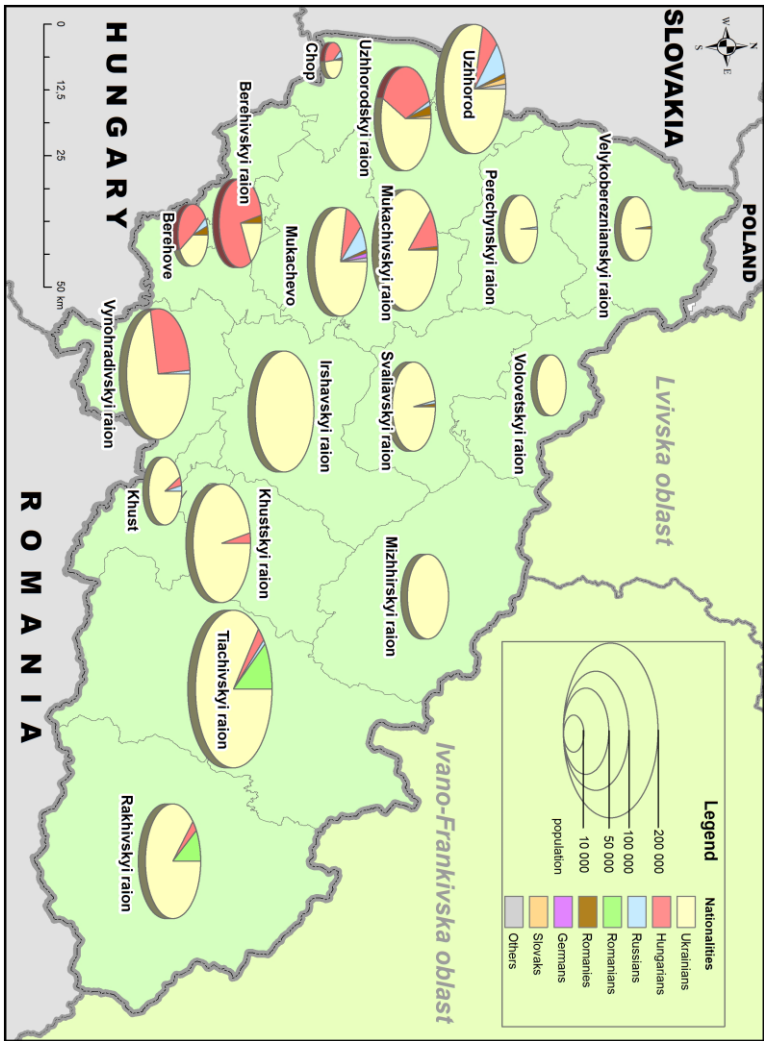 N
W
E
S
SLOVAKIA
POLAND
HUNGARY
ROMANIA
Lvivska oblast
Ivano-Frankivska oblast
Velykobereznianskyi raion
Perechynskyi raion
Volovetskyi raion
Uzhhorod
Uzhhorodskyi raion
Chop
Mukachivskyi raion
Mukachevo
Svaliavskyi raion
Mizhhirskyi raion
Berehivskyi raion
Berehove
Irshavskyi raion
Vynohradivskyi raion
Khust
Khustskyi raion
Tiachivskyi raion
Rakhivskyi raion
0 12.5 25 50 km
Legend
200 000
100 000
50 000
10 000
population
Nationalities
Ukrainians
Hungarians
Russians
Romanians
Romanies
Germans
Slovaks
Others